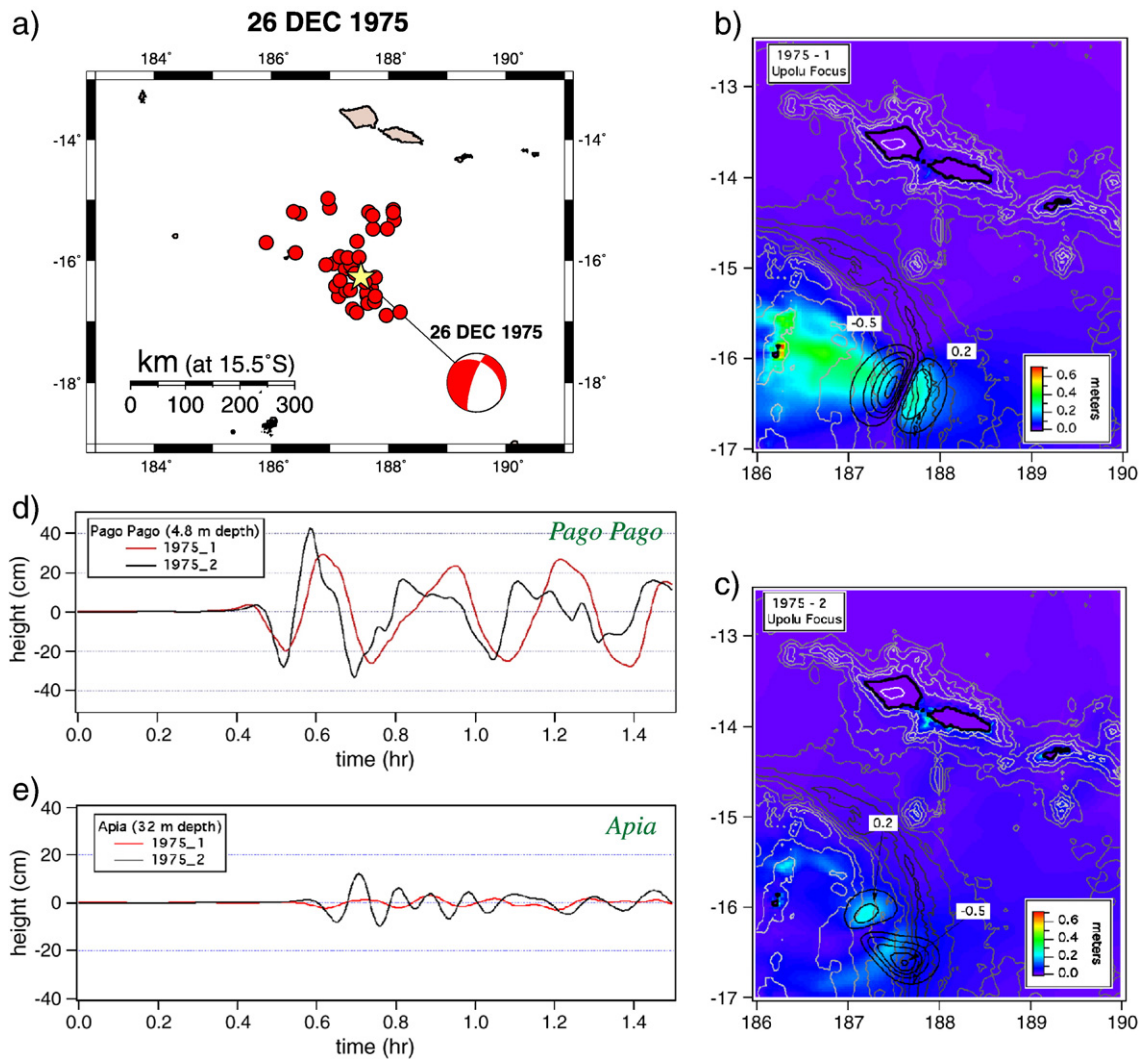 a)
26 DEC 1975
184˚ 186˚ 188˚ 190˚
-14˚ -14˚
-16˚ -16˚
26 DEC 1975
km (at 15.5˚S)
-18˚ -18˚
0 100 200 300
184˚ 186˚ 188˚ 190˚
b)
1975 - 1
Upolu Focus
-13
-14
-15
-0.5
0.2
-16
0.6
0.4
0.2
0.0
meters
-17
186 187 188 189 190
d)
Pago Pago (4.8 m depth)
1975_1
1975_2
Pago Pago
40
20
0
-20
-40
height (cm)
0.0 0.2 0.4 0.6 0.8 1.0 1.2 1.4
time (hr)
e)
Apia (32 m depth)
1975_1
1975_2
Apia
40
20
0
-20
-40
height (cm)
0.0 0.2 0.4 0.6 0.8 1.0 1.2 1.4
time (hr)
c)
1975 - 2
Upolu Focus
-13
-14
-15
0.2
-16
-0.5
0.6
0.4
0.2
0.0
meters
-17
186 187 188 189 190